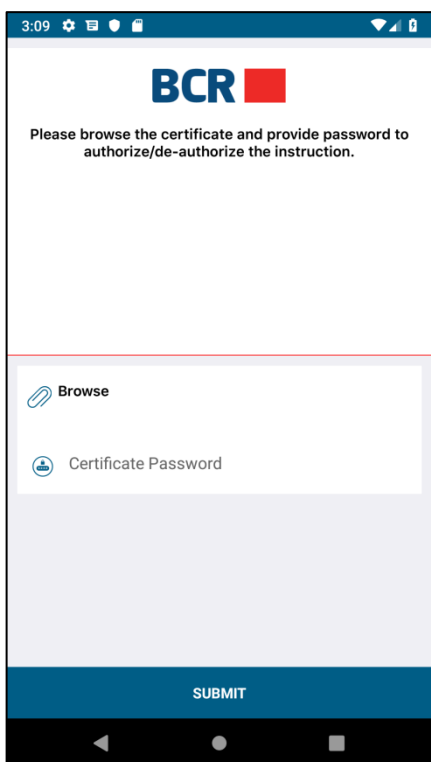 3:09
BCR
Please browse the certificate and provide password to
authorize/de-authorize the instruction.
Browse
Certificate Password
SUBMIT